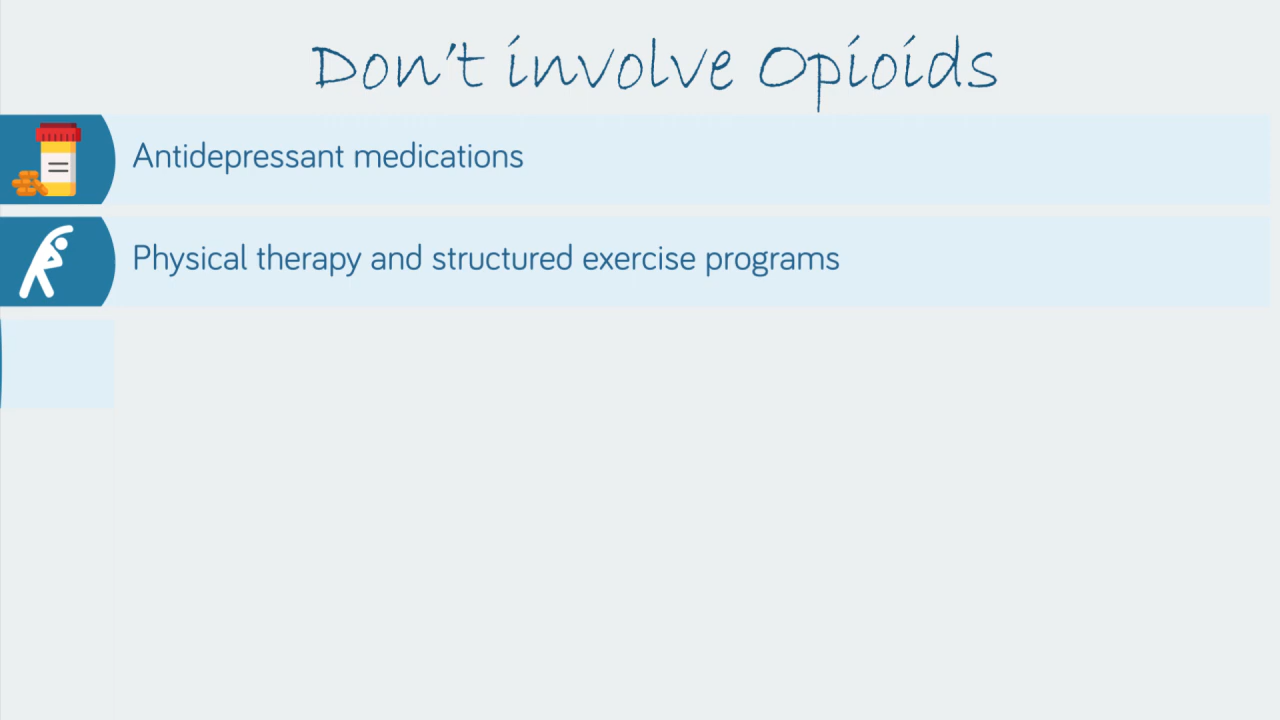 Don't involve Opioids
Antidepressant medications
Physical therapy and structured exercise programs